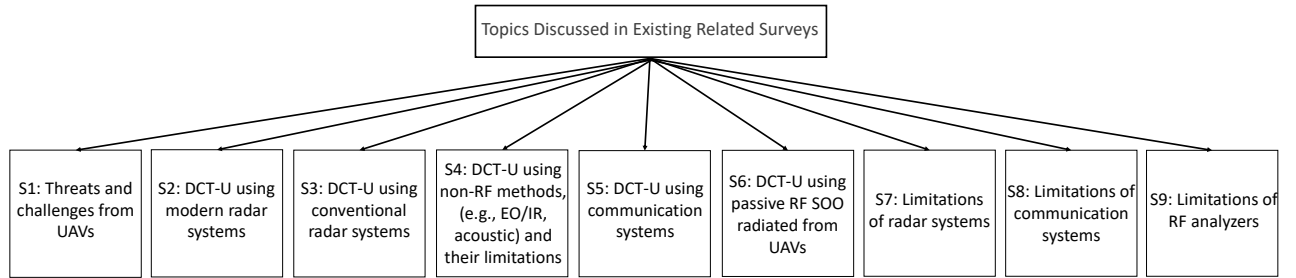 Topics Discussed in Existing Related Surveys
S1: Threats and
challenges from
UAVs
S2: DCT-U using
modern radar
systems
S3: DCT-U using
conventional
radar systems
S4: DCT-U using
non-RF methods,
(e.g., EO/IR,
acoustic) and
their limitations
S5: DCT-U using
communication
systems
S6: DCT-U using
passive RF SOO
radiated from
UAVs
S7: Limitations
of radar systems
S8: Limitations of
communication
systems
S9: Limitations of
RF analyzers